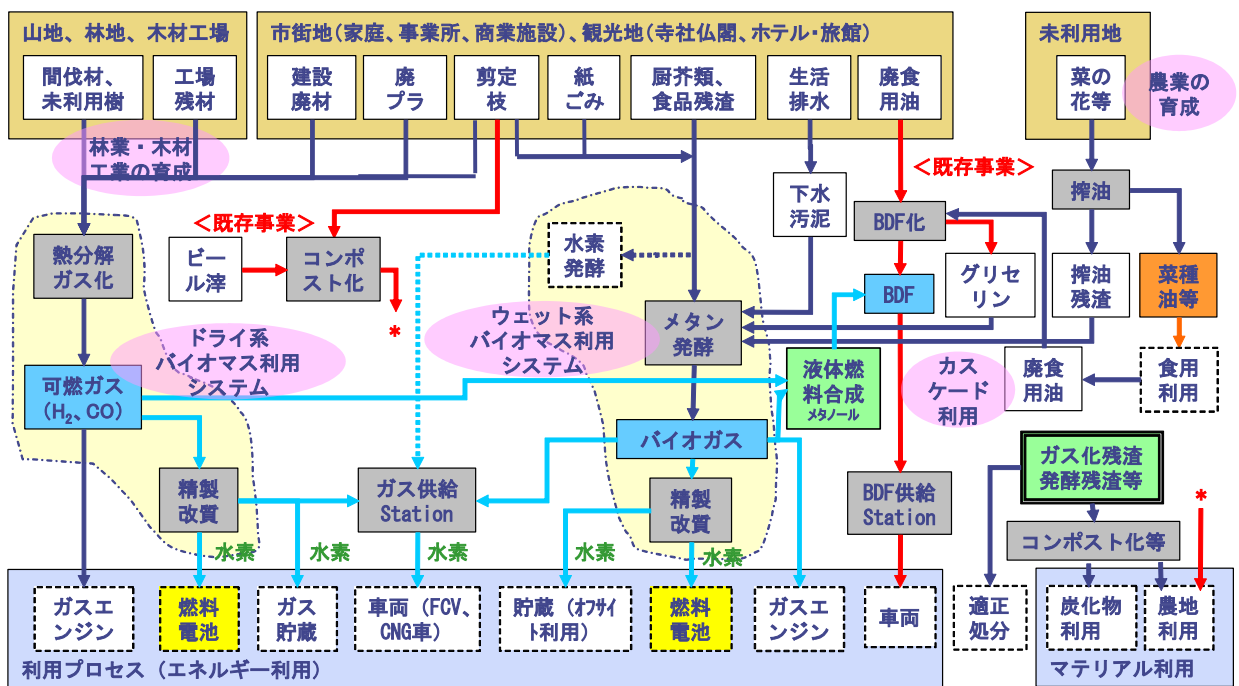 山地、林地、木材工場
市街地(家庭、事業所、商業施設)、観光地(寺社仏閣、ホテル・旅館)
未利用地
間伐材、
未利用樹
工場
残材
建設
廃材
廃
プラ
剪定
枝
紙
ごみ
厨芥類、
食品残渣
生活
排水
廃食
用油
菜の
花等
農業の
育成
林業・木材
工業の育成
<既存事業>
<既存事業>
下水
汚泥
搾油
BDF化
熱分解
ガス化
ビー
ル滓
コンポ
スト化
*
水素
発酵
グリセ
リン
搾油
残渣
菜種
油等
BDF
メタン
発酵
ウェット系
バイオマス利用
システム
ドライ系
バイオマス利用
システム
可燃ガス
(H2、CO)
液体燃
料合成
メタノール
カス
ケード
利用
廃食
用油
食用
利用
バイオガス
ガス化残渣
発酵残渣等
精製
改質
ガス供給
Station
精製
改質
BDF供給
Station
*
コンポスト化等
水素
水素
水素
水素
水素
ガスエ
ンジン
燃料
電池
ガス
貯蔵
車両(FCV、
CNG車)
貯蔵(オフサイ
ト利用)
燃料
電池
ガスエ
ンジン
車両
適正
処分
炭化物
利用
農地
利用
利用プロセス(エネルギー利用)
マテリアル利用